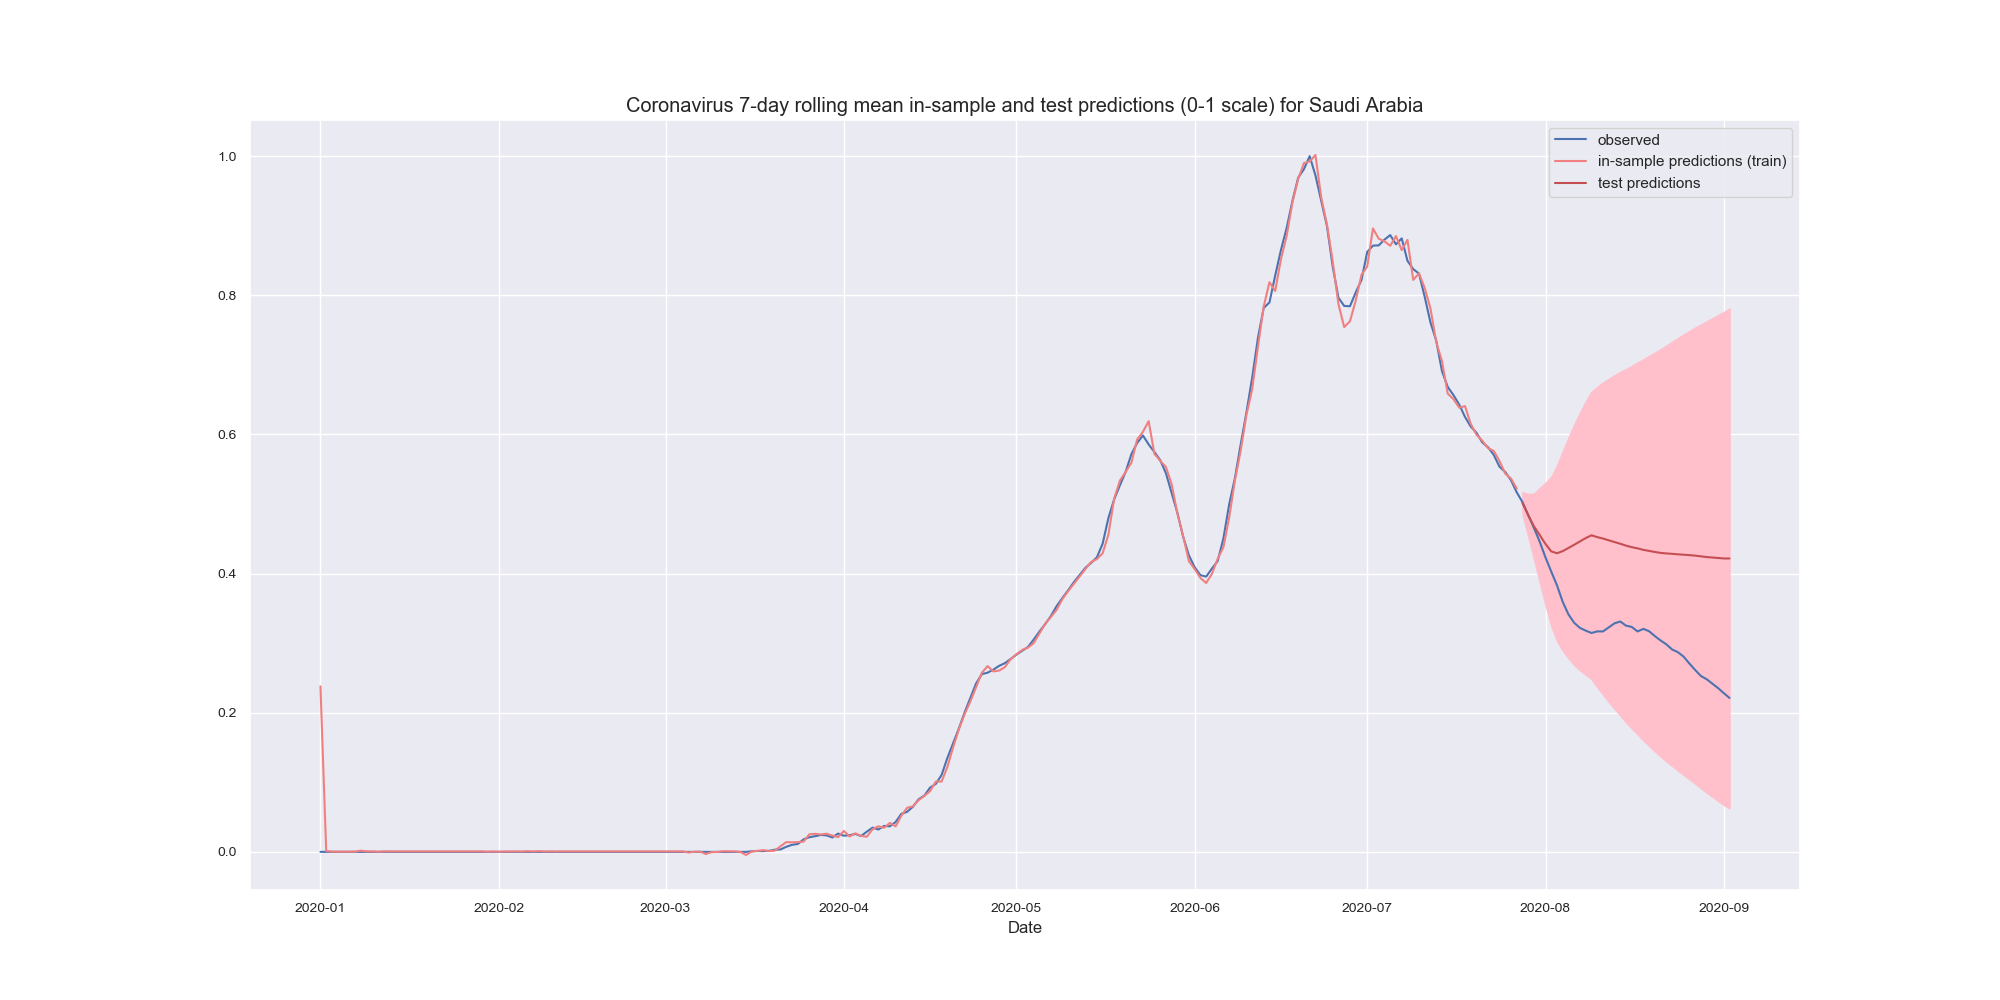 Coronavirus 7-day rolling mean in-sample and test predictions (0-1 scale) for Saudi Arabia
observed
in-sample predictions (train)
test predictions
1.0
0.8
0.6
0.4
0.2
0.0
2020-01 2020-02 2020-03 2020-04 2020-05 2020-06 2020-07 2020-08 2020-09
Date